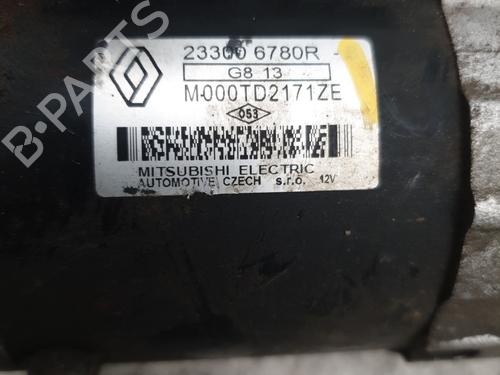 23300 6780R
G8 13
M000TD2171ZE
053
MITSUBISHI ELECTRIC
AUTOMOTIVE CZECH s.r.o. 12V
B-PARTS